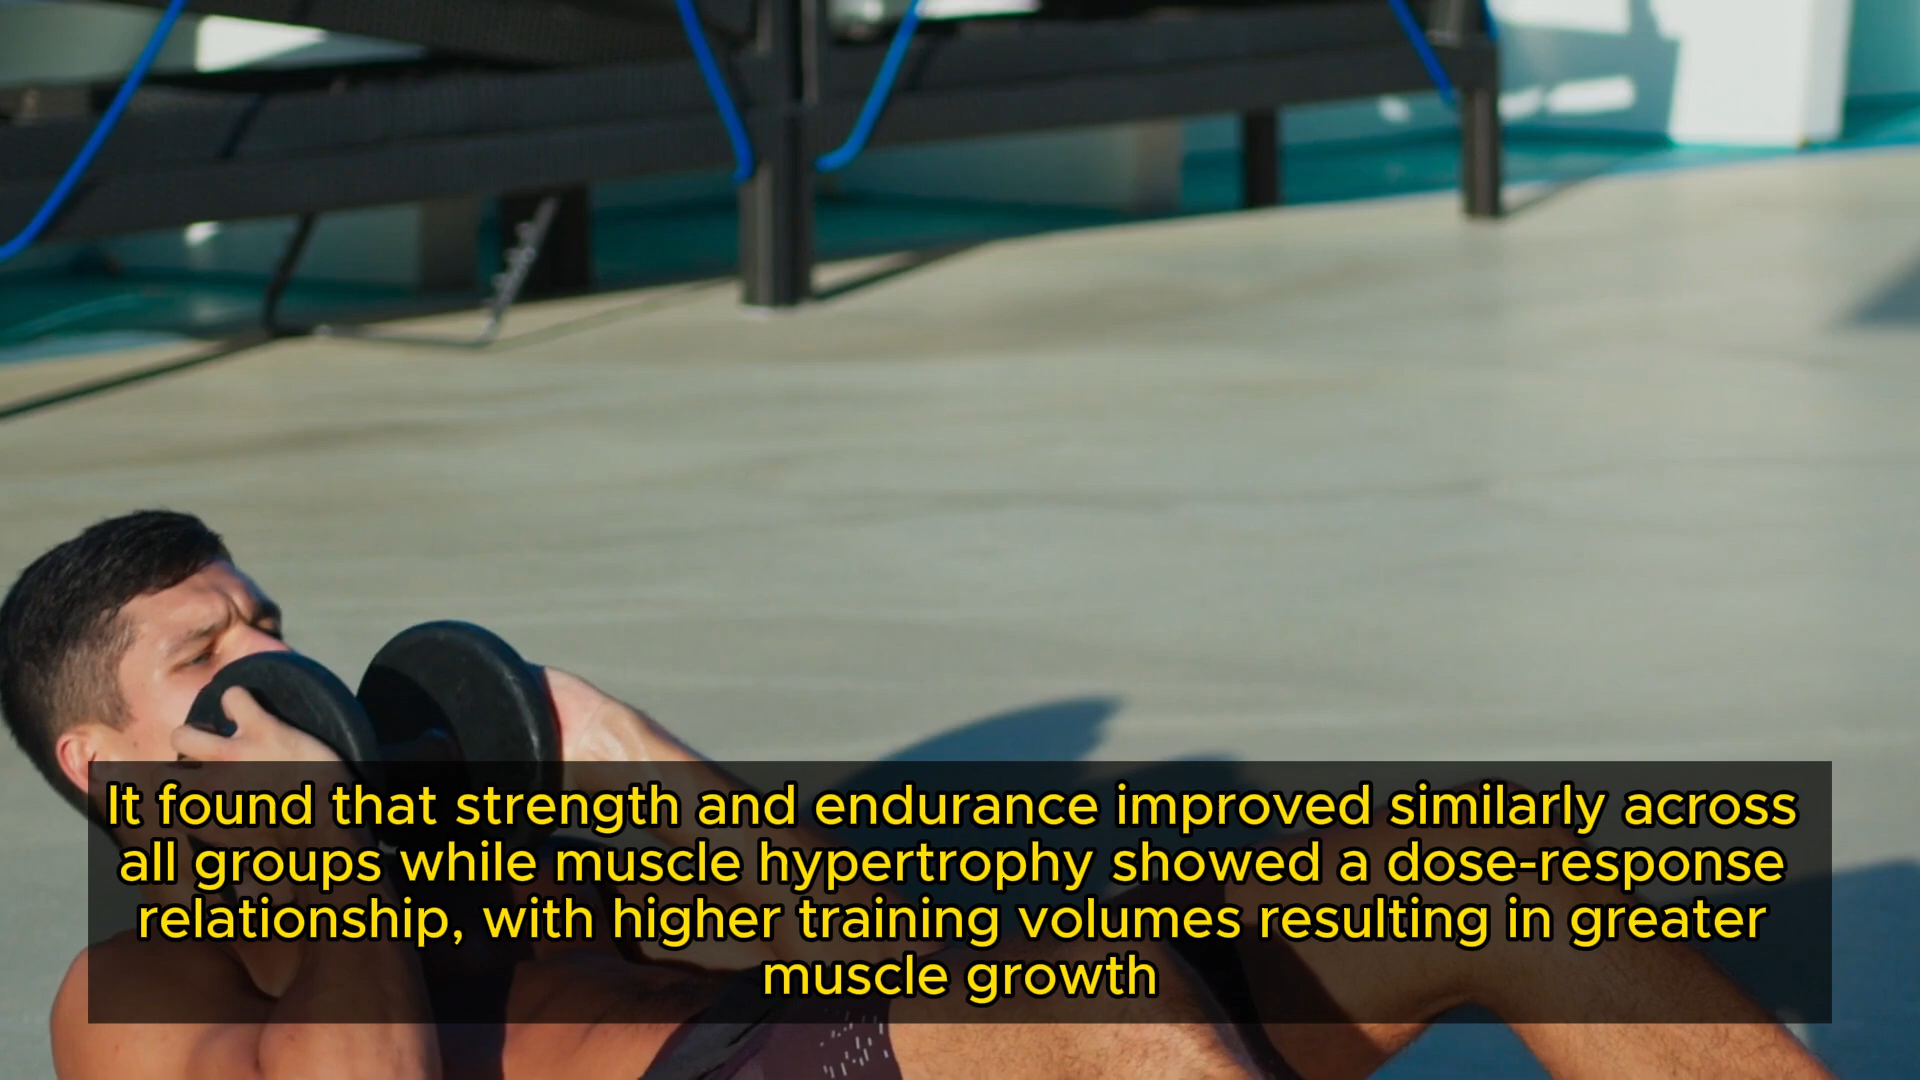 It found that strength and endurance improved similarly across
all groups while muscle hypertrophy showed a dose-response
relationship, with higher training volumes resulting in greater
muscle growth